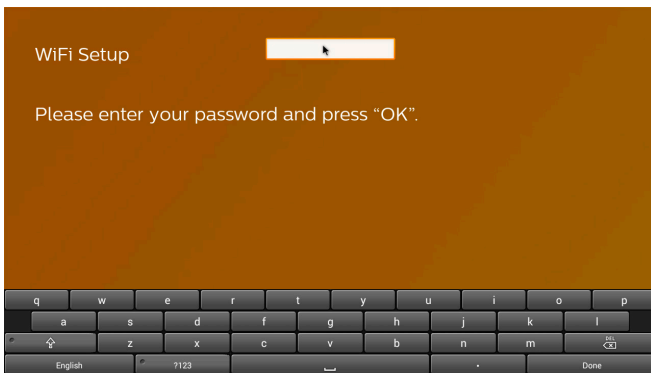 WiFi Setup
Please enter your password and press “OK”.
q w e r t y u i o p
a s d f g h j k l
z x c v b n m DEL
English ?123 . Done